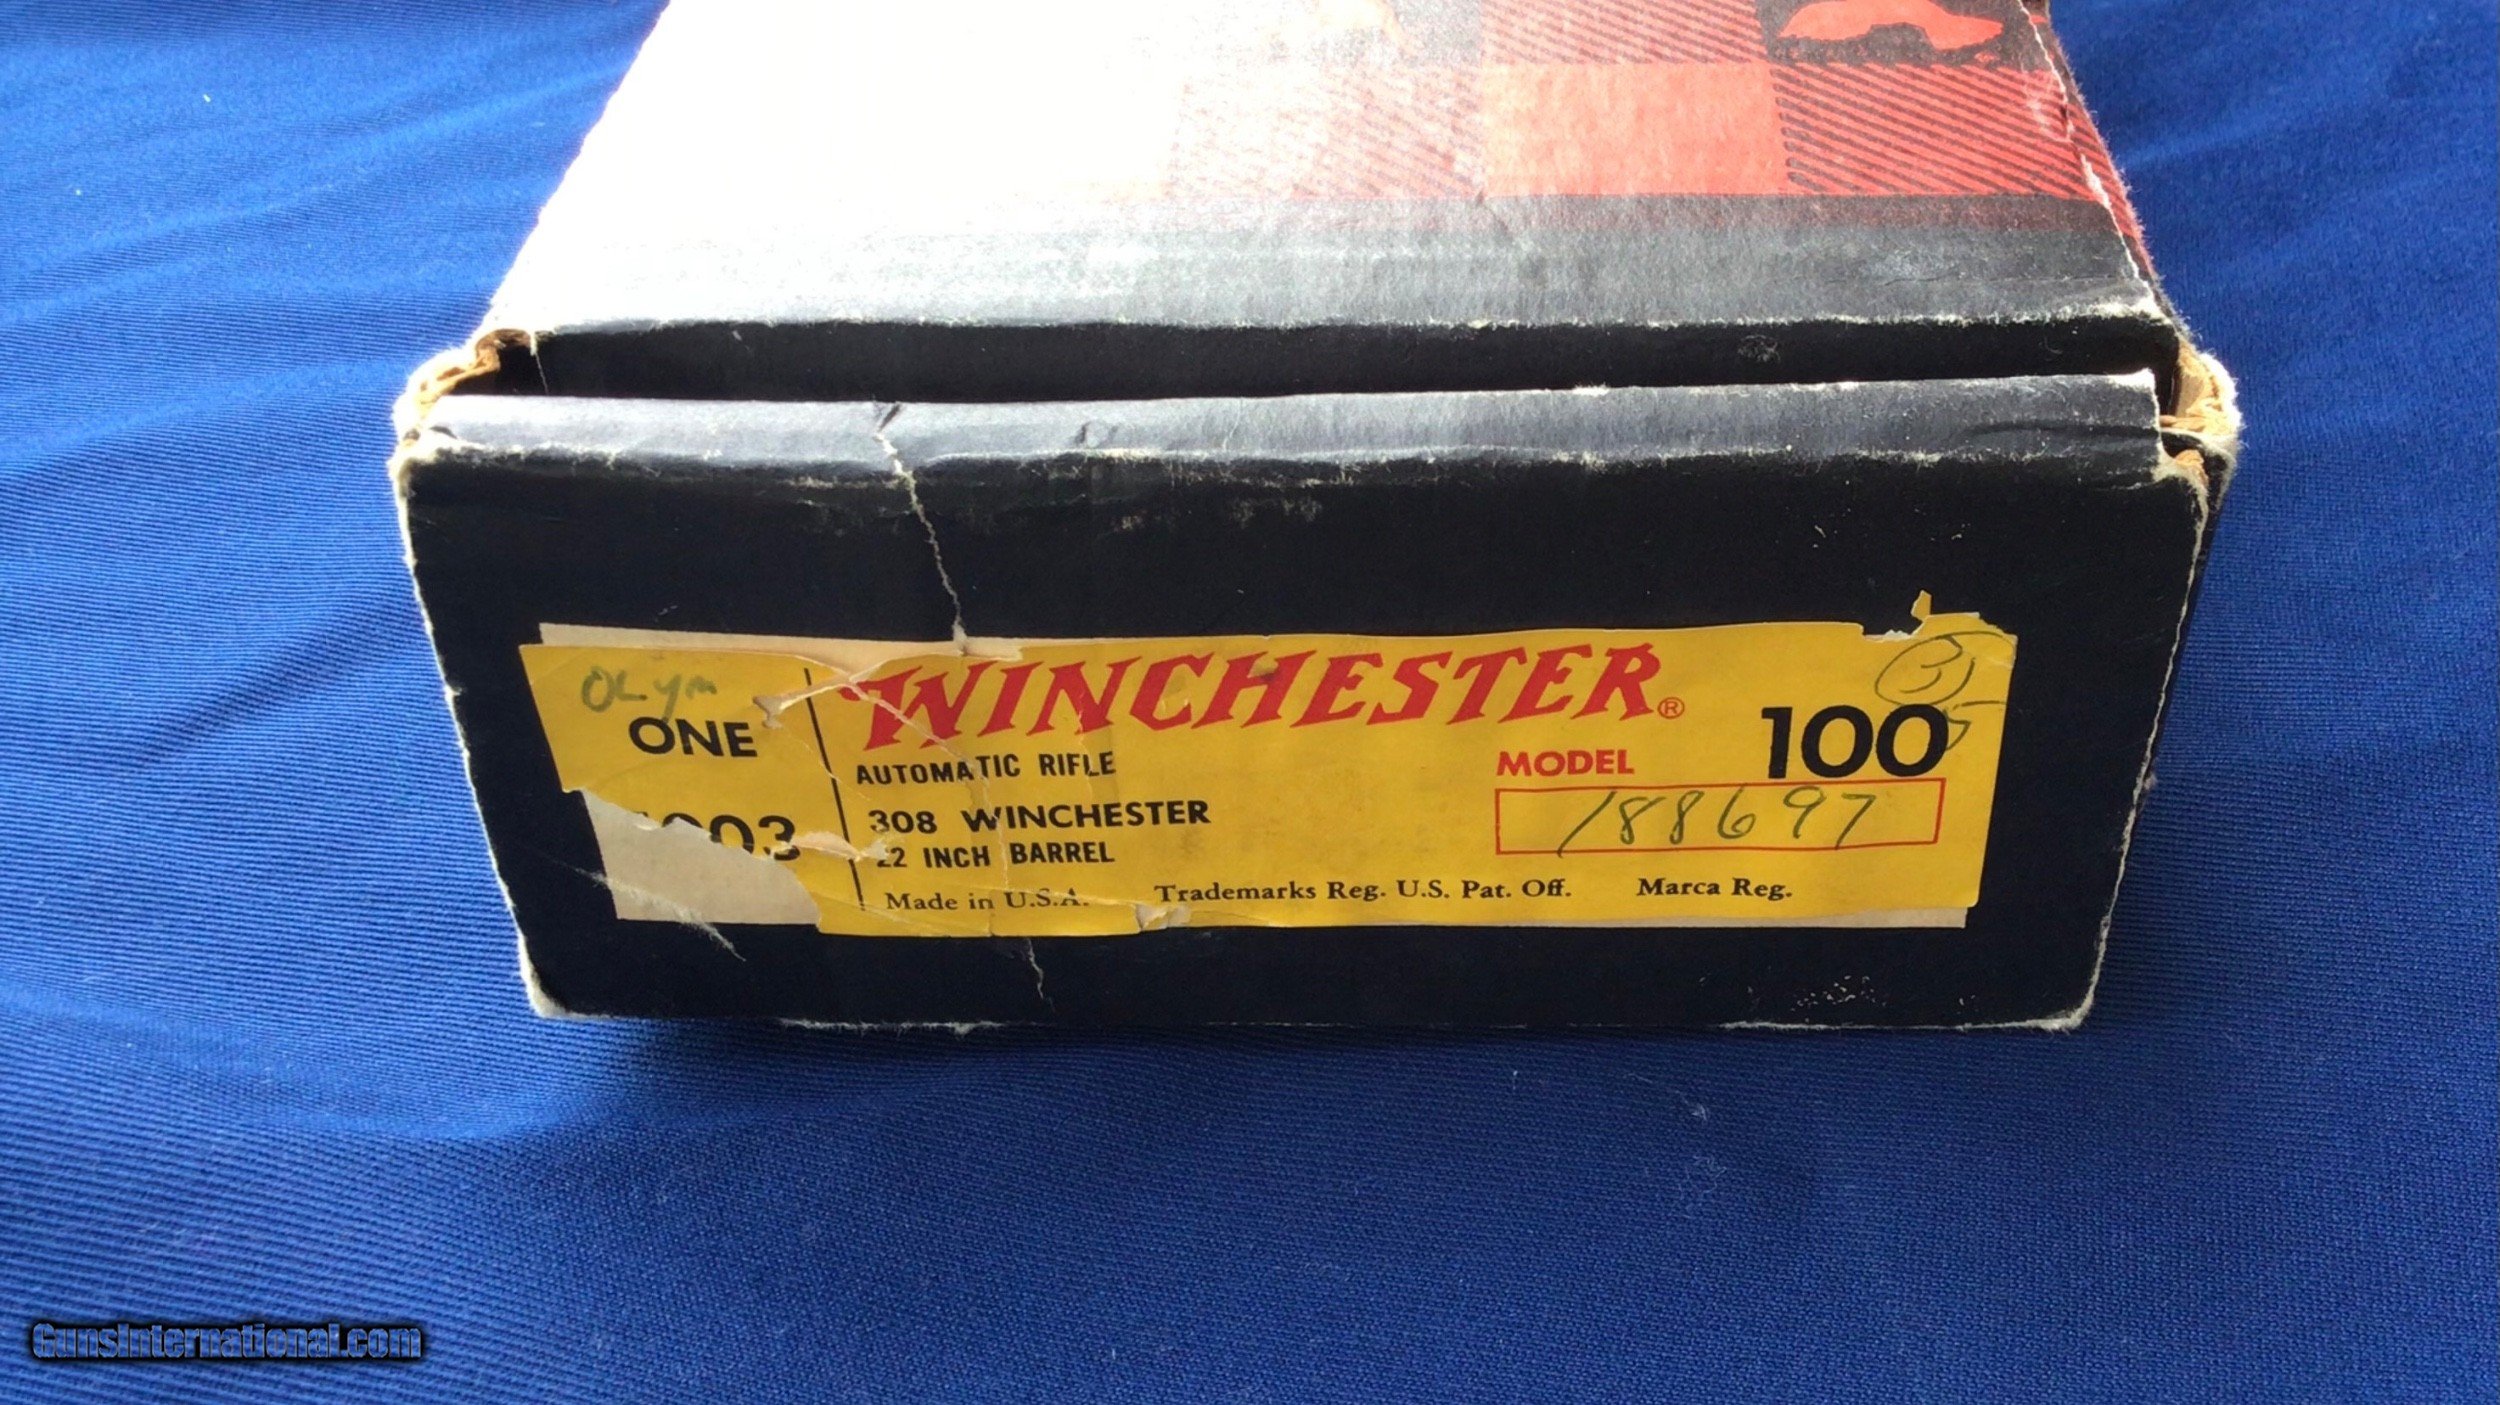 OLym
ONE
WINCHESTER®
AUTOMATIC RIFLE
308 WINCHESTER
22 INCH BARREL
MODEL 100
188697
Made in U.S.A. Trademarks Reg. U.S. Pat. Off. Marca Reg.
GunsInternational.com